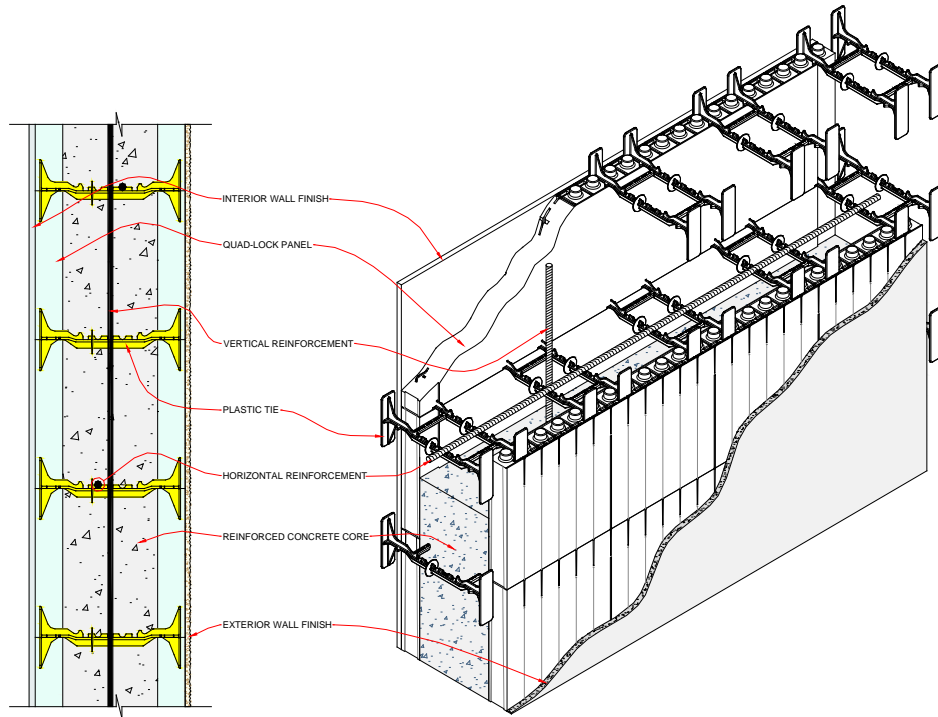 INTERIOR WALL FINISH
QUAD-LOCK PANEL
VERTICAL REINFORCEMENT
PLASTIC TIE
HORIZONTAL REINFORCEMENT
REINFORCED CONCRETE CORE
EXTERIOR WALL FINISH